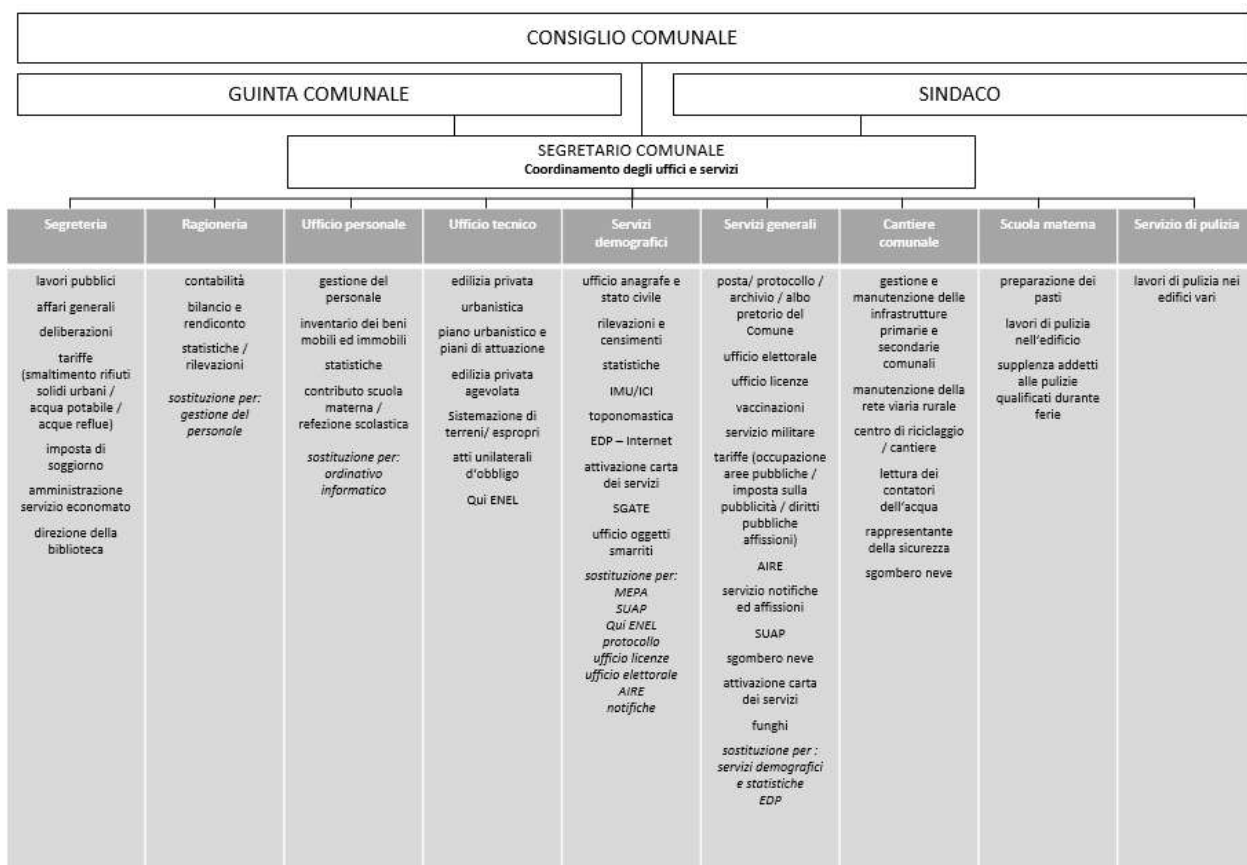 CONSIGLIO COMUNALE
GUINTA COMUNALE
SINDACO
SEGRETARIO COMUNALE
Coordinamento degli uffici e servizi
Segreteria
lavori pubblici
affari generali
deliberazioni
tariffe
(smaltimento rifiuti
solidi urbani /
acqua potabile /
acque reflue)
imposta di
soggiorno
amministrazione
servizio economato
direzione della
biblioteca
Ragioneria
contabilità
bilancio e
rendiconto
statistiche /
rilevazioni
sostituzione per:
gestione del
personale
Ufficio personale
gestione del
personale
inventario dei beni
mobili ed immobili
statistiche
contributo scuola
materna /
refezione scolastica
sostituzione per:
ordinativo
informatico
Ufficio tecnico
edilizia privata
urbanistica
piano urbanistico e
piani di attuazione
edilizia privata
agevolata
Sistemazione di
terreni/ espropri
atti unilaterali
d'obbligo
Qui ENEL
Servizi
demografici
ufficio anagrafe e
stato civile
rilevazioni e
censimenti
statistiche
IMU/ICI
toponomastica
EDP – Internet
attivazione carta
dei servizi
SGATE
ufficio oggetti
smarriti
sostituzione per:
MEPA
SUAP
Qui ENEL
protocollo
ufficio licenze
ufficio elettorale
AIRE
notifiche
Servizi generali
posta/ protocollo /
archivio / albo
pretorio del
Comune
ufficio elettorale
ufficio licenze
vaccinazioni
servizio militare
tariffe (occupazione
aree pubbliche /
imposta sulla
pubblicità / diritti
pubbliche
affissioni)
AIRE
servizio notifiche
ed affissioni
SUAP
sgombero neve
attivazione carta
dei servizi
funghi
sostituzione per :
servizi demografici
e statistiche
EDP
Cantiere
comunale
gestione e
manutenzione delle
infrastrutture
primarie e
secondarie
comunali
manutenzione della
rete viaria rurale
centro di riciclaggio
/ cantiere
lettura dei
contatori
dell'acqua
rappresentante
della sicurezza
sgombero neve
Scuola materna
preparazione dei
pasti
lavori di pulizia
nell'edificio
supplenza addetti
alle pulizie
qualificati durante
ferie
Servizio di pulizia
lavori di pulizia nei
edifici vari